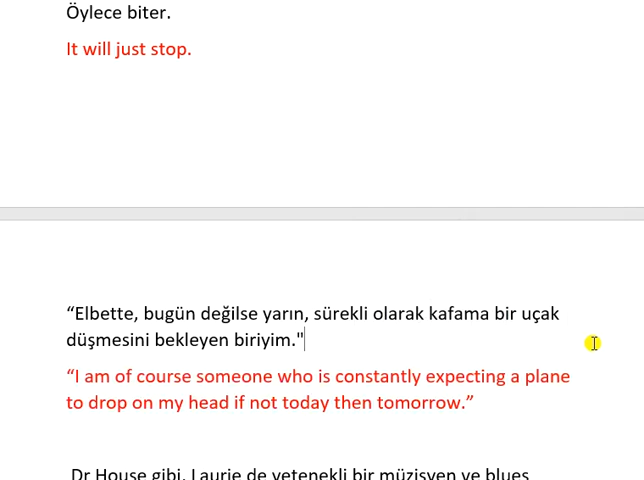 Öylece biter.
It will just stop.
“Elbette, bugün değilse yarın, sürekli olarak kafama bir uçak
düşmesini bekleyen biriyim."
“I am of course someone who is constantly expecting a plane
to drop on my head if not today then tomorrow.”
Dr House gibi, Laurie de yetenekli bir müzisyen ve blues